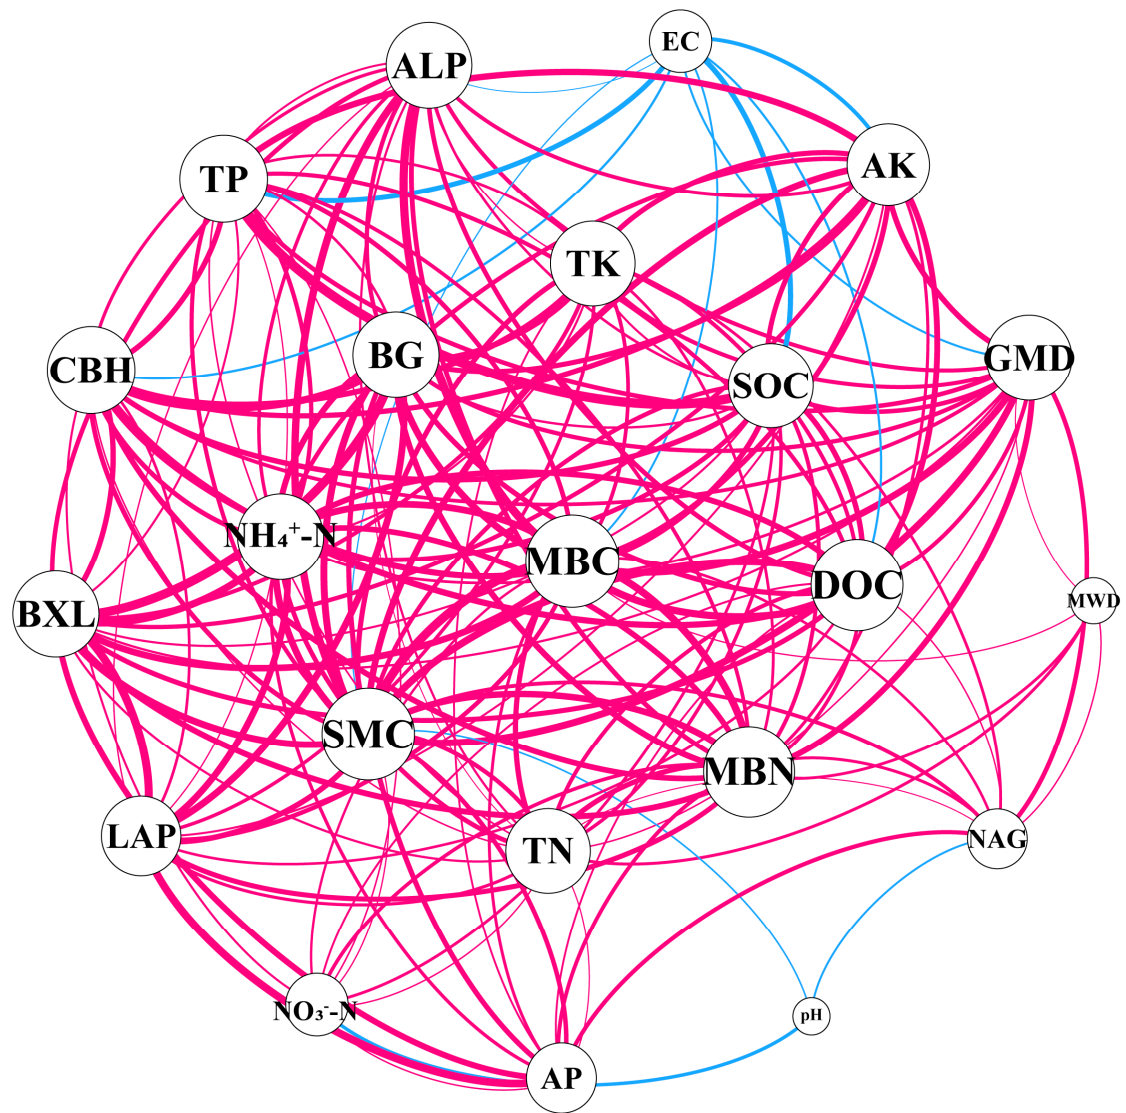 EC
ALP
AK
TP
TK
GMD
BG
CBH
SOC
NH₄⁺-N
MBC
DOC
MWD
BXL
SMC
MBN
LAP
TN
NAG
NO₃⁻-N
pH
AP